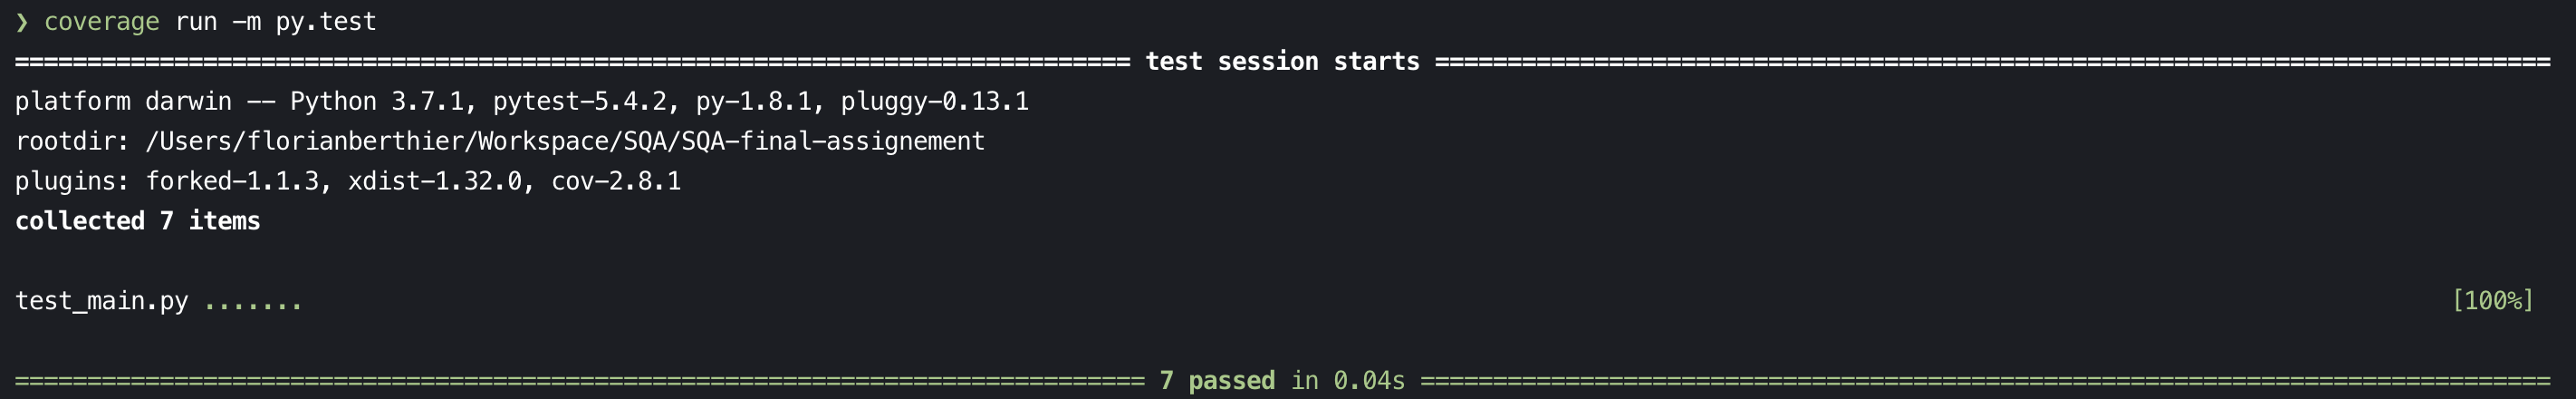 ❯ coverage run -m py.test
============================================================================= test session starts =============================================================================
platform darwin -- Python 3.7.1, pytest-5.4.2, py-1.8.1, pluggy-0.13.1
rootdir: /Users/florianberthier/Workspace/SQA/SQA-final-assignement
plugins: forked-1.1.3, xdist-1.32.0, cov-2.8.1
collected 7 items
test_main.py ....... [100%]
============================================================================== 7 passed in 0.04s ==============================================================================